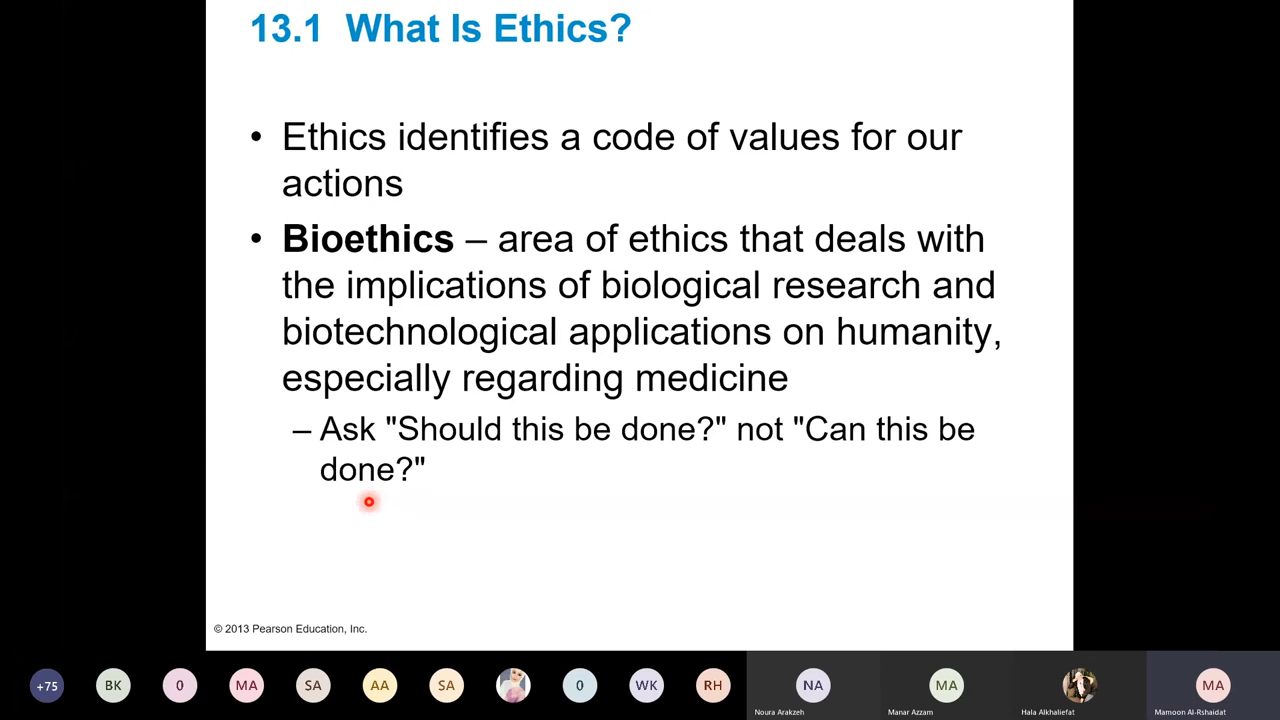 13.1 What Is Ethics?
• Ethics identifies a code of values for our
actions
• Bioethics – area of ethics that deals with
the implications of biological research and
biotechnological applications on humanity,
especially regarding medicine
– Ask "Should this be done?" not "Can this be
done?"
© 2013 Pearson Education, Inc.
+75 BK 0 MA SA AA SA 0 WK RH NA MA MA
Noura Arakzeh Manar Azzam Hala Alkhaliefat Mamoon Al-Rshaidat